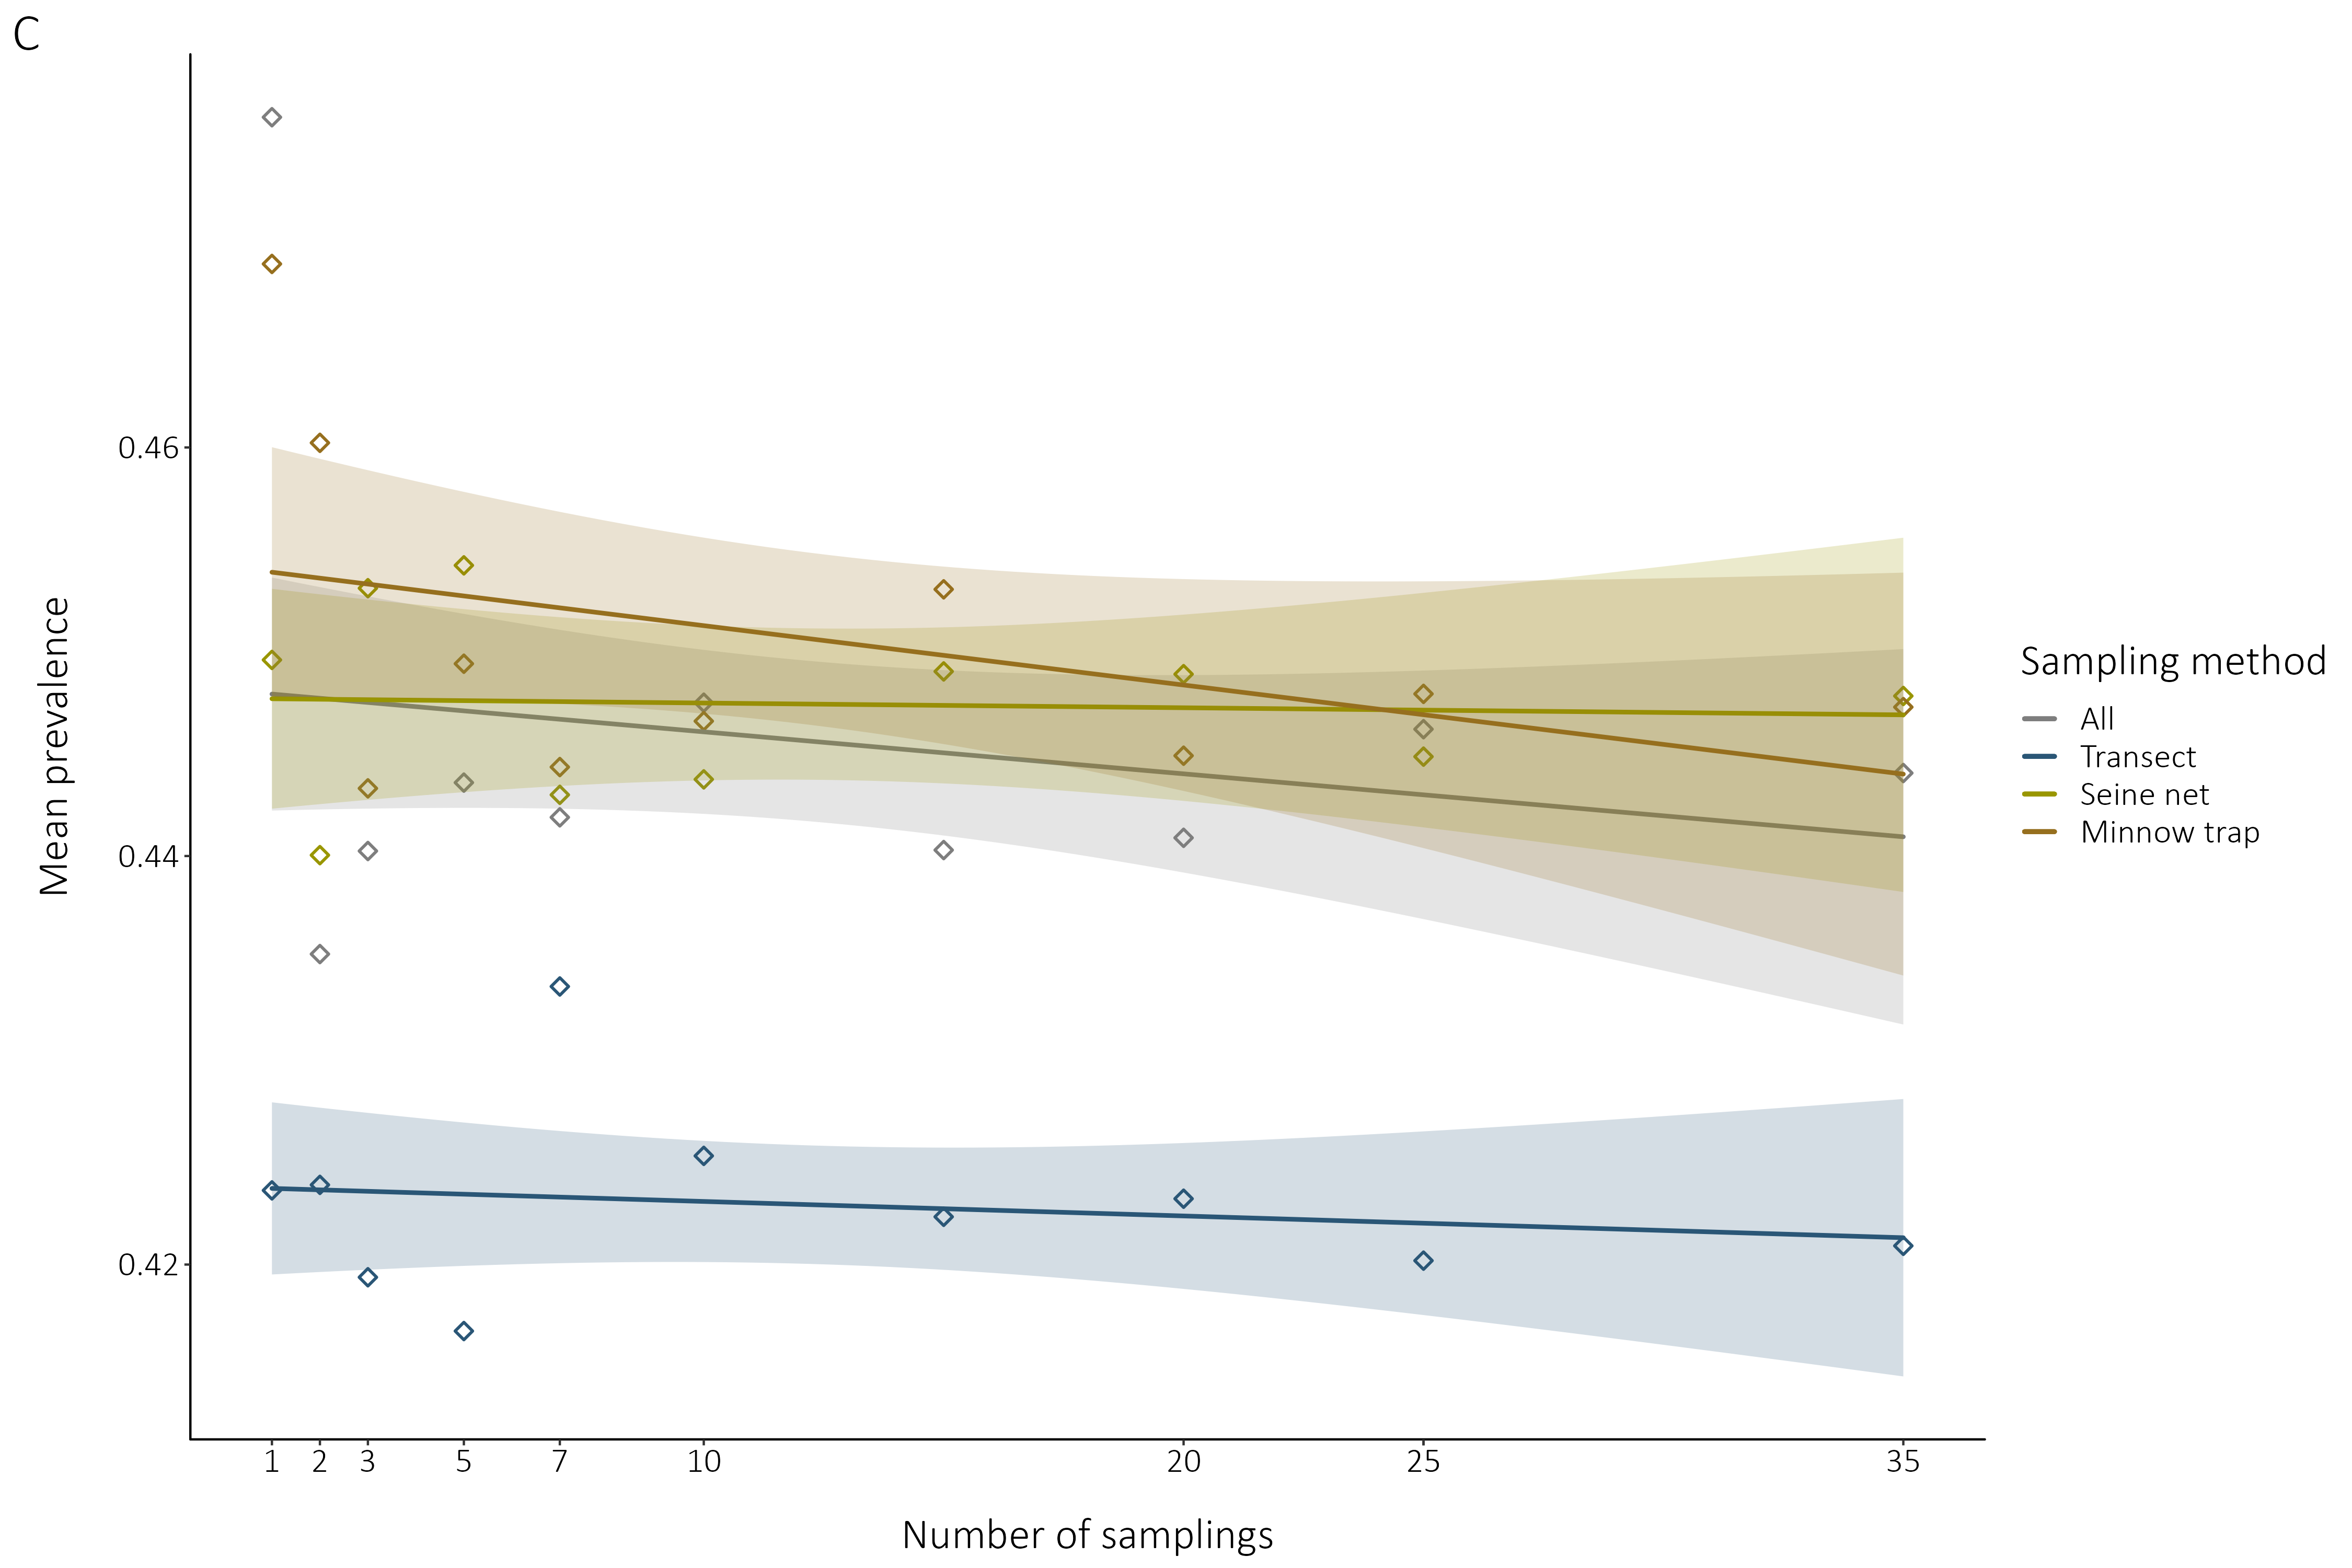 C
Mean prevalence
0.46
0.44
0.42
1 2 3 5 7 10 20 25 35
Number of samplings
Sampling method
All
Transect
Seine net
Minnow trap